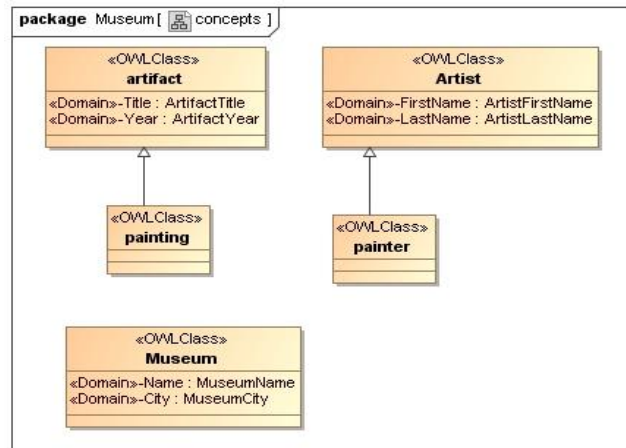 package Museum[ concepts ]
«OWLClass»
artifact
«Domain»-Title : ArtifactTitle
«Domain»-Year : ArtifactYear
«OWLClass»
Artist
«Domain»-FirstName : ArtistFirstName
«Domain»-LastName : ArtistLastName
«OWLClass»
painting
«OWLClass»
painter
«OWLClass»
Museum
«Domain»-Name : MuseumName
«Domain»-City : MuseumCity